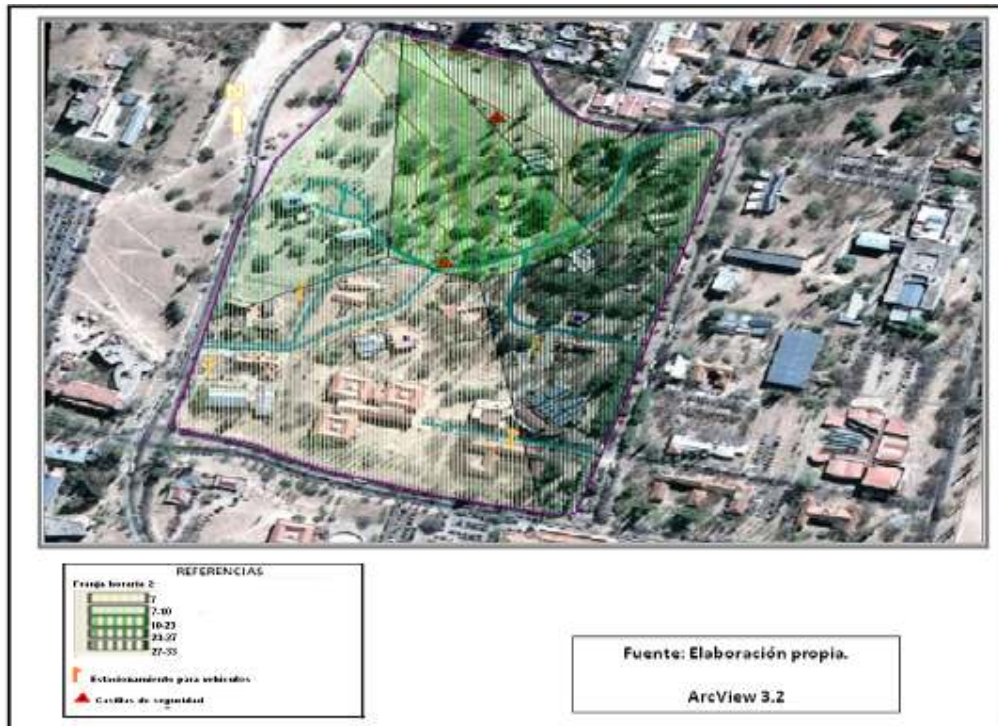 REFERENCIAS
Franja horaria 2:
7
7-10
10-23
23-27
27-33
Estacionamiento para vehículos
Casillas de seguridad
Fuente: Elaboración propia.
ArcView 3.2